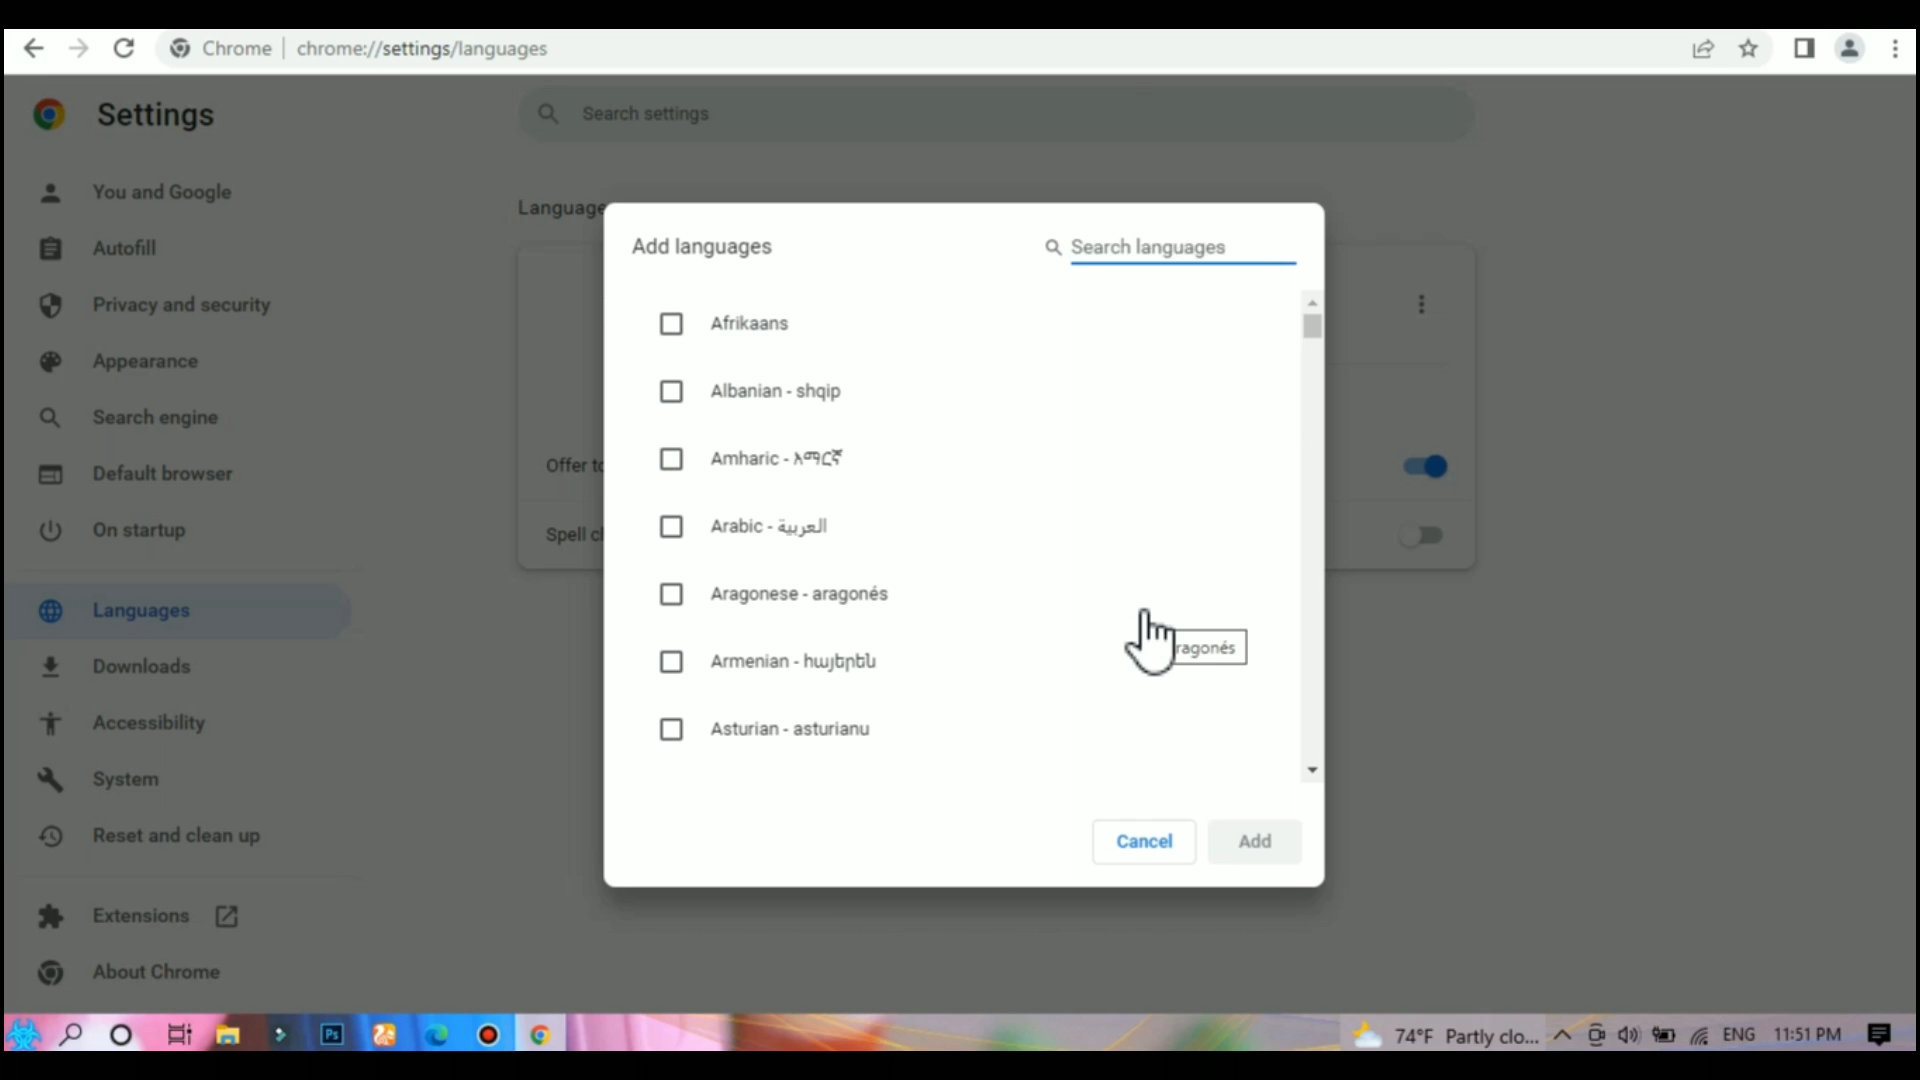 Chrome | chrome://settings/languages
Settings
Search settings
You and Google
Autofill
Privacy and security
Appearance
Search engine
Default browser
On startup
Languages
Downloads
Accessibility
System
Reset and clean up
Extensions
About Chrome
Language
Offer to
Spell c
Add languages
Search languages
Afrikaans
Albanian - shqip
Amharic - አማርኛ
Arabic - العربية
Aragonese - aragonés
ragonés
Armenian - հայերեն
Asturian - asturianu
Cancel
Add
Ps
74°F Partly clo...
ENG
11:51 PM